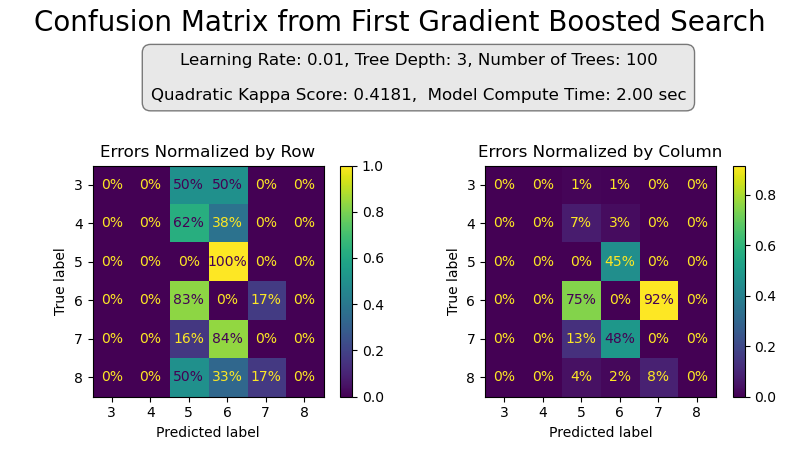 Confusion Matrix from First Gradient Boosted Search
Learning Rate: 0.01, Tree Depth: 3, Number of Trees: 100
Quadratic Kappa Score: 0.4181,  Model Compute Time: 2.00 sec
Errors Normalized by Row
True label
3 0% 0% 50% 50% 0% 0%
4 0% 0% 62% 38% 0% 0%
5 0% 0% 0% 100% 0% 0%
6 0% 0% 83% 0% 17% 0%
7 0% 0% 16% 84% 0% 0%
8 0% 0% 50% 33% 17% 0%
3 4 5 6 7 8
Predicted label
1.0
0.8
0.6
0.4
0.2
0.0
Errors Normalized by Column
True label
3 0% 0% 1% 1% 0% 0%
4 0% 0% 7% 3% 0% 0%
5 0% 0% 0% 45% 0% 0%
6 0% 0% 75% 0% 92% 0%
7 0% 0% 13% 48% 0% 0%
8 0% 0% 4% 2% 8% 0%
3 4 5 6 7 8
Predicted label
0.8
0.6
0.4
0.2
0.0